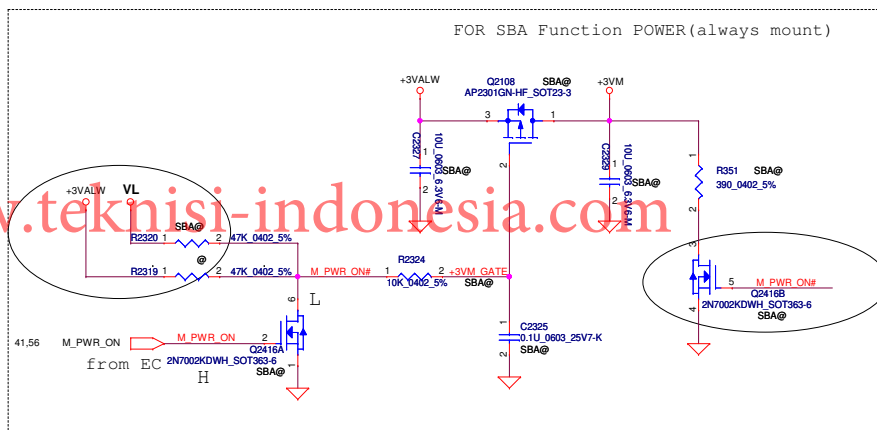 FOR SBA Function POWER(always mount)
+3VALW
Q2108
SBA@
AP2301GN-HF_SOT23-3
+3VM
3
1
2
C2327
10U_0603_6.3V6-M
1
2
SBA@
C2329
10U_0603_6.3V6-M
1
2
SBA@
1
R351
SBA@
390_0402_5%
2
www.teknisi-indonesia.com
+3VALW
VL
SBA@
R2320
1
2
47K_0402_5%
@
R2319
1
2
47K_0402_5%
M_PWR_ON#
R2324
1
2
10K_0402_5%
+3VM_GATE
SBA@
L
6
41,56
M_PWR_ON
M_PWR_ON
2
Q2416A
2N7002KDWH_SOT363-6
SBA@
1
from EC
H
1
C2325
0.1U_0603_25V7-K
SBA@
2
3
5
M_PWR_ON#
Q2416B
2N7002KDWH_SOT363-6
SBA@
4